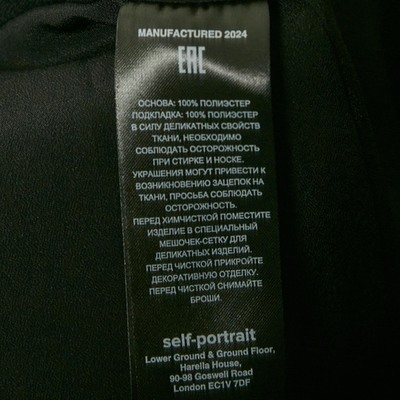 MANUFACTURED 2024
EAC
ОСНОВА: 100% ПОЛИЭСТЕР
ПОДКЛАДКА: 100% ПОЛИЭСТЕР
В СИЛУ ДЕЛИКАТНЫХ СВОЙСТВ
ТКАНИ, НЕОБХОДИМО
СОБЛЮДАТЬ ОСТОРОЖНОСТЬ
ПРИ СТИРКЕ И НОСКЕ.
УКРАШЕНИЯ МОГУТ ПРИВЕСТИ К
ВОЗНИКНОВЕНИЮ ЗАЦЕПОК НА
ТКАНИ, ПРОСЬБА СОБЛЮДАТЬ
ОСТОРОЖНОСТЬ.
ПЕРЕД ХИМЧИСТКОЙ ПОМЕСТИТЕ
ИЗДЕЛИЕ В СПЕЦИАЛЬНЫЙ
МЕШОЧЕК-СЕТКУ ДЛЯ
ДЕЛИКАТНЫХ ИЗДЕЛИЙ.
ПЕРЕД ЧИСТКОЙ ПРИКРОЙТЕ
ДЕКОРАТИВНУЮ ОТДЕЛКУ.
ПЕРЕД ЧИСТКОЙ СНИМАЙТЕ
БРОШИ.
self-portrait
Lower Ground & Ground Floor,
Harella House,
90-98 Goswell Road
London EC1V 7DF